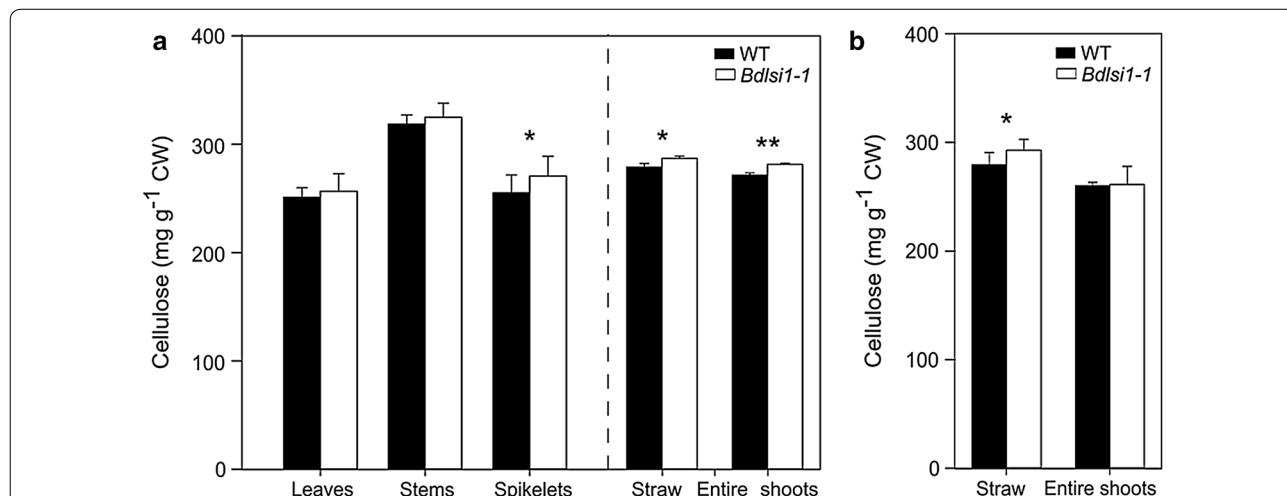 a
400
300
200
100
0
Cellulose (mg g⁻¹ CW)
WT
Bdlsi1-1
*
*
**
Leaves Stems Spikelets Straw Entire shoots
b
400
300
200
100
0
Cellulose (mg g⁻¹ CW)
WT
Bdlsi1-1
*
Straw Entire shoots